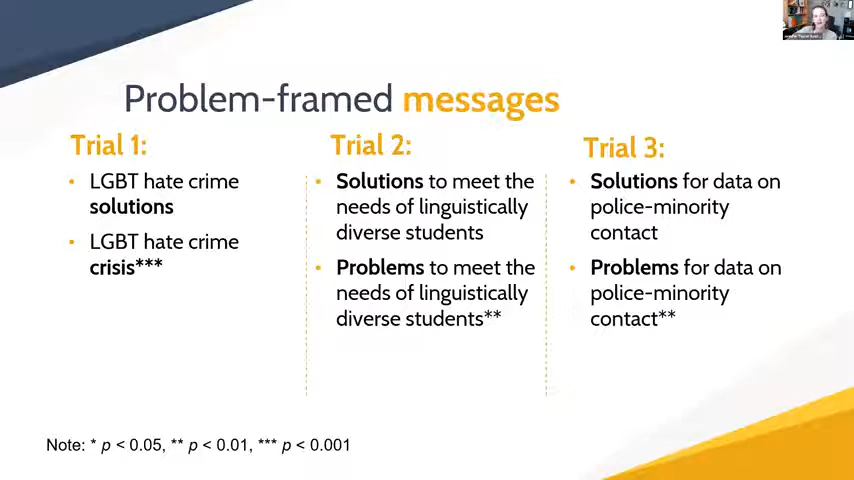 Problem-framed messages
Trial 1:
• LGBT hate crime
solutions
• LGBT hate crime
crisis***
Trial 2:
• Solutions to meet the
needs of linguistically
diverse students
• Problems to meet the
needs of linguistically
diverse students**
Trial 3:
• Solutions for data on
police-minority
contact
• Problems for data on
police-minority
contact**
Note: * p < 0.05, ** p < 0.01, *** p < 0.001